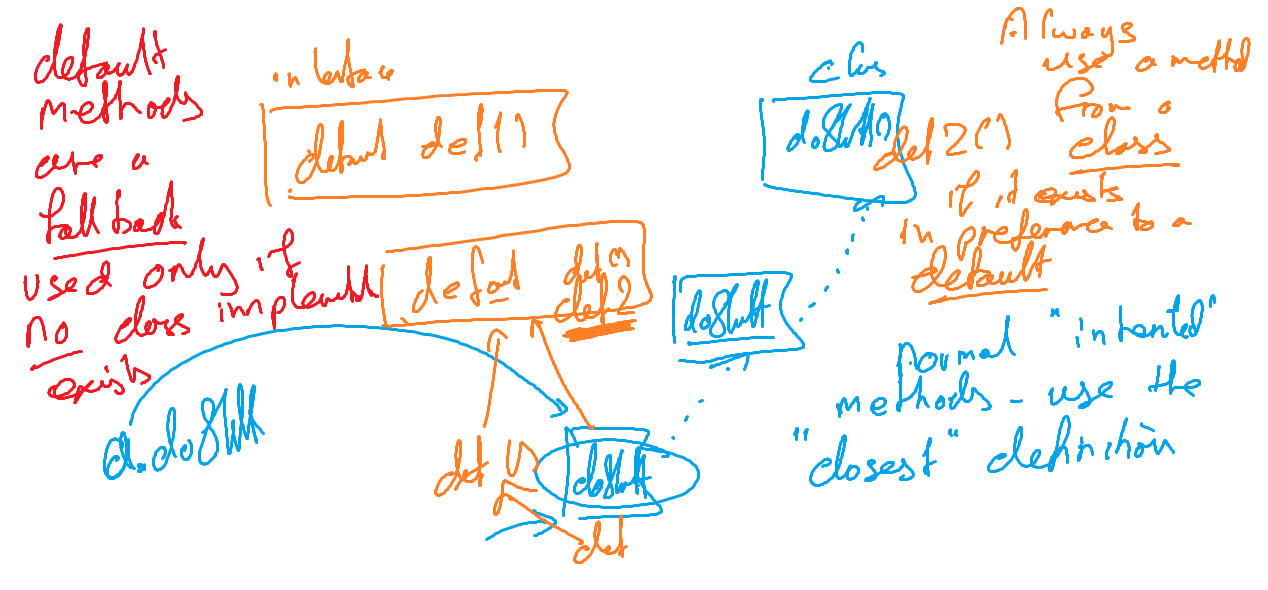 default
methods
are a
fallback
used only if
no class implements
exists
interface
default def1()
default def()
def2
class
doStuff()
def2()
Always
use a method
from a
class
if it exists
in preference to a
default
doStuff
normal "inherited"
methods - use the
"closest" definition
d.doStuff
def
doStuff
def